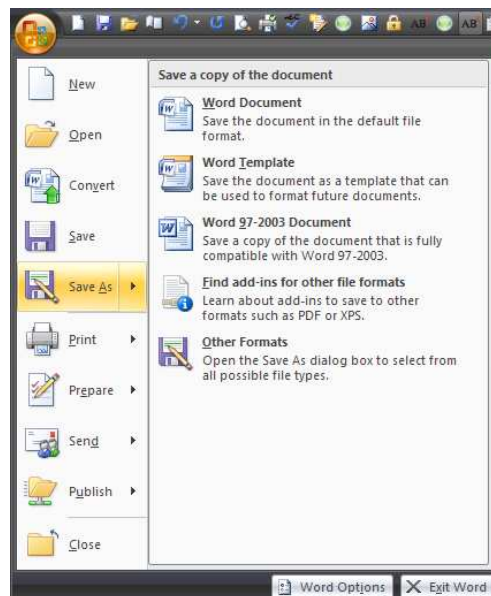 New
Open
Convert
Save
Save As
Print
Prepare
Send
Publish
Close
Save a copy of the document
Word Document
Save the document in the default file
format.
Word Template
Save the document as a template that can
be used to format future documents.
Word 97-2003 Document
Save a copy of the document that is fully
compatible with Word 97-2003.
Find add-ins for other file formats
Learn about add-ins to save to other
formats such as PDF or XPS.
Other Formats
Open the Save As dialog box to select from
all possible file types.
Word Options
Exit Word